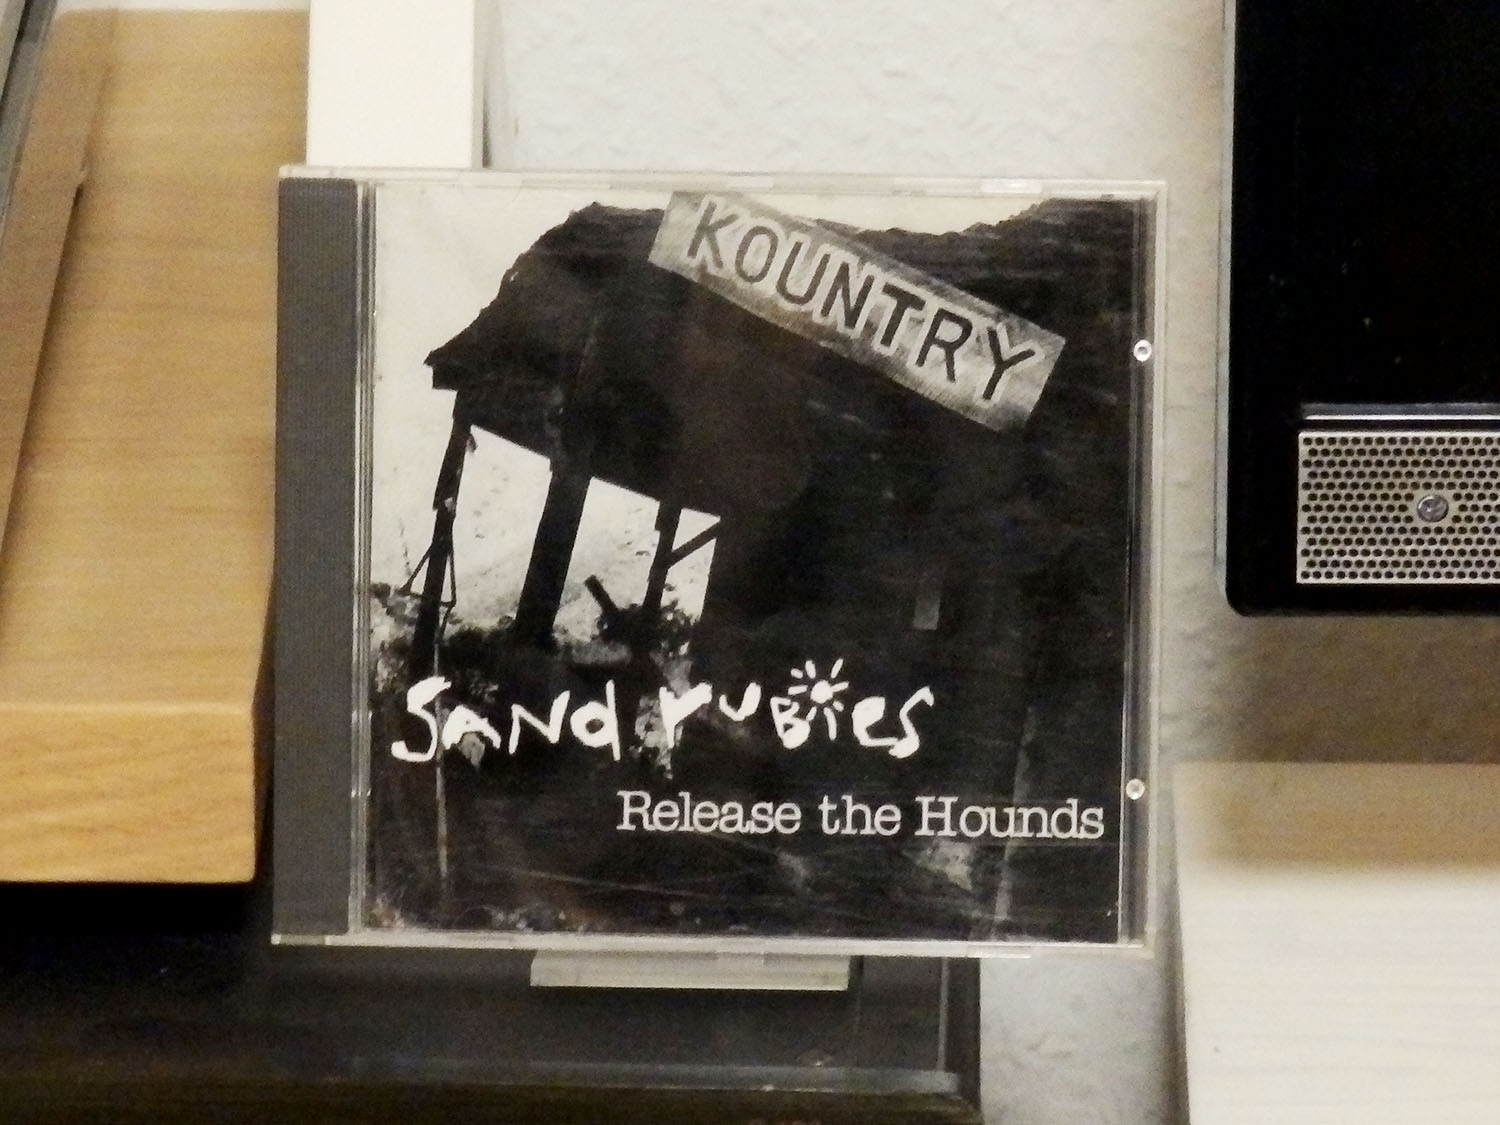 KOUNTRY
SANd rUBies
Release the Hounds